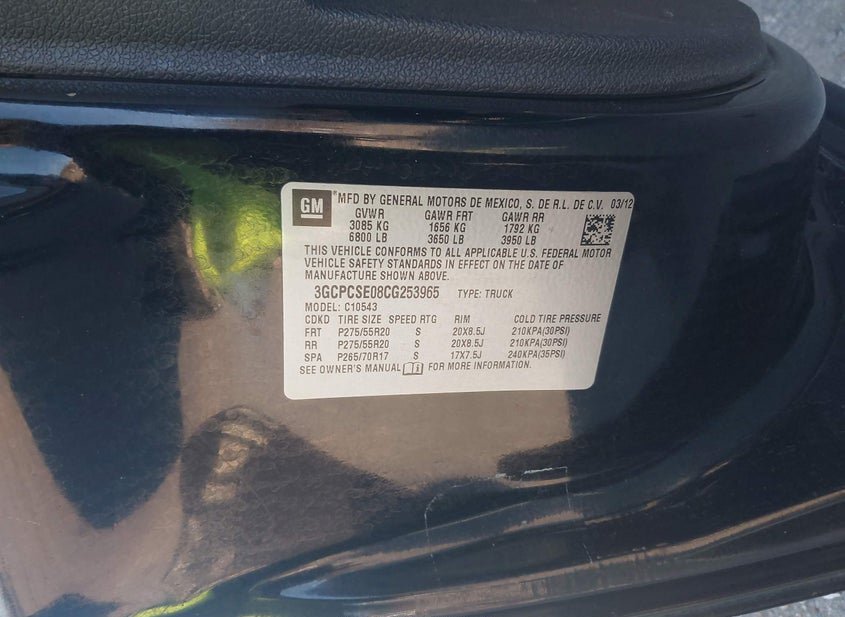 GM *MFD BY GENERAL MOTORS DE MEXICO, S. DE R.L. DE C.V. 03/12
GVWR GAWR FRT GAWR RR
3085 KG 1656 KG 1792 KG
6800 LB 3650 LB 3950 LB
THIS VEHICLE CONFORMS TO ALL APPLICABLE U.S. FEDERAL MOTOR
VEHICLE SAFETY STANDARDS IN EFFECT ON THE DATE OF
MANUFACTURE SHOWN ABOVE.
3GCPCSE08CG253965 TYPE: TRUCK
MODEL: C10543
CDKD TIRE SIZE SPEED RTG RIM COLD TIRE PRESSURE
FRT P275/55R20 S 20X8.5J 210KPA(30PSI)
RR P275/55R20 S 20X8.5J 210KPA(30PSI)
SPA P265/70R17 S 17X7.5J 240KPA(35PSI)
SEE OWNER'S MANUAL FOR MORE INFORMATION.